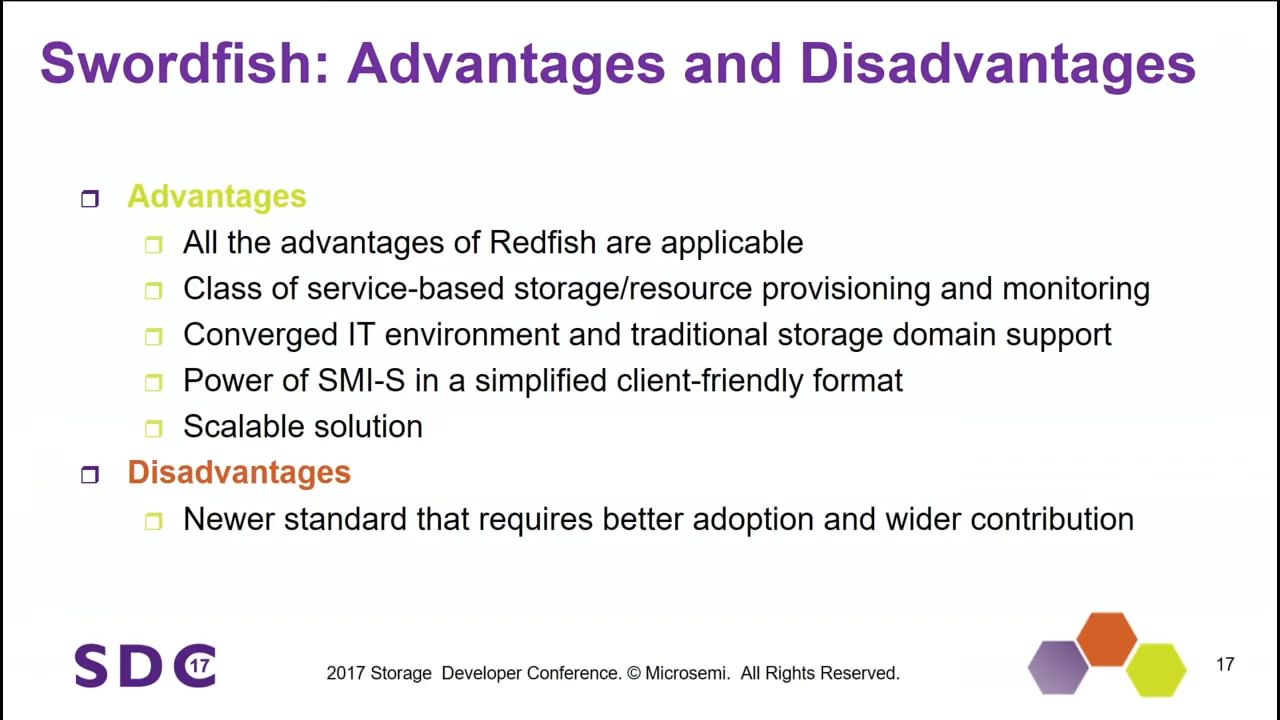 Swordfish: Advantages and Disadvantages
Advantages
All the advantages of Redfish are applicable
Class of service-based storage/resource provisioning and monitoring
Converged IT environment and traditional storage domain support
Power of SMI-S in a simplified client-friendly format
Scalable solution
Disadvantages
Newer standard that requires better adoption and wider contribution
SDC 17
2017 Storage Developer Conference. © Microsemi. All Rights Reserved.
17